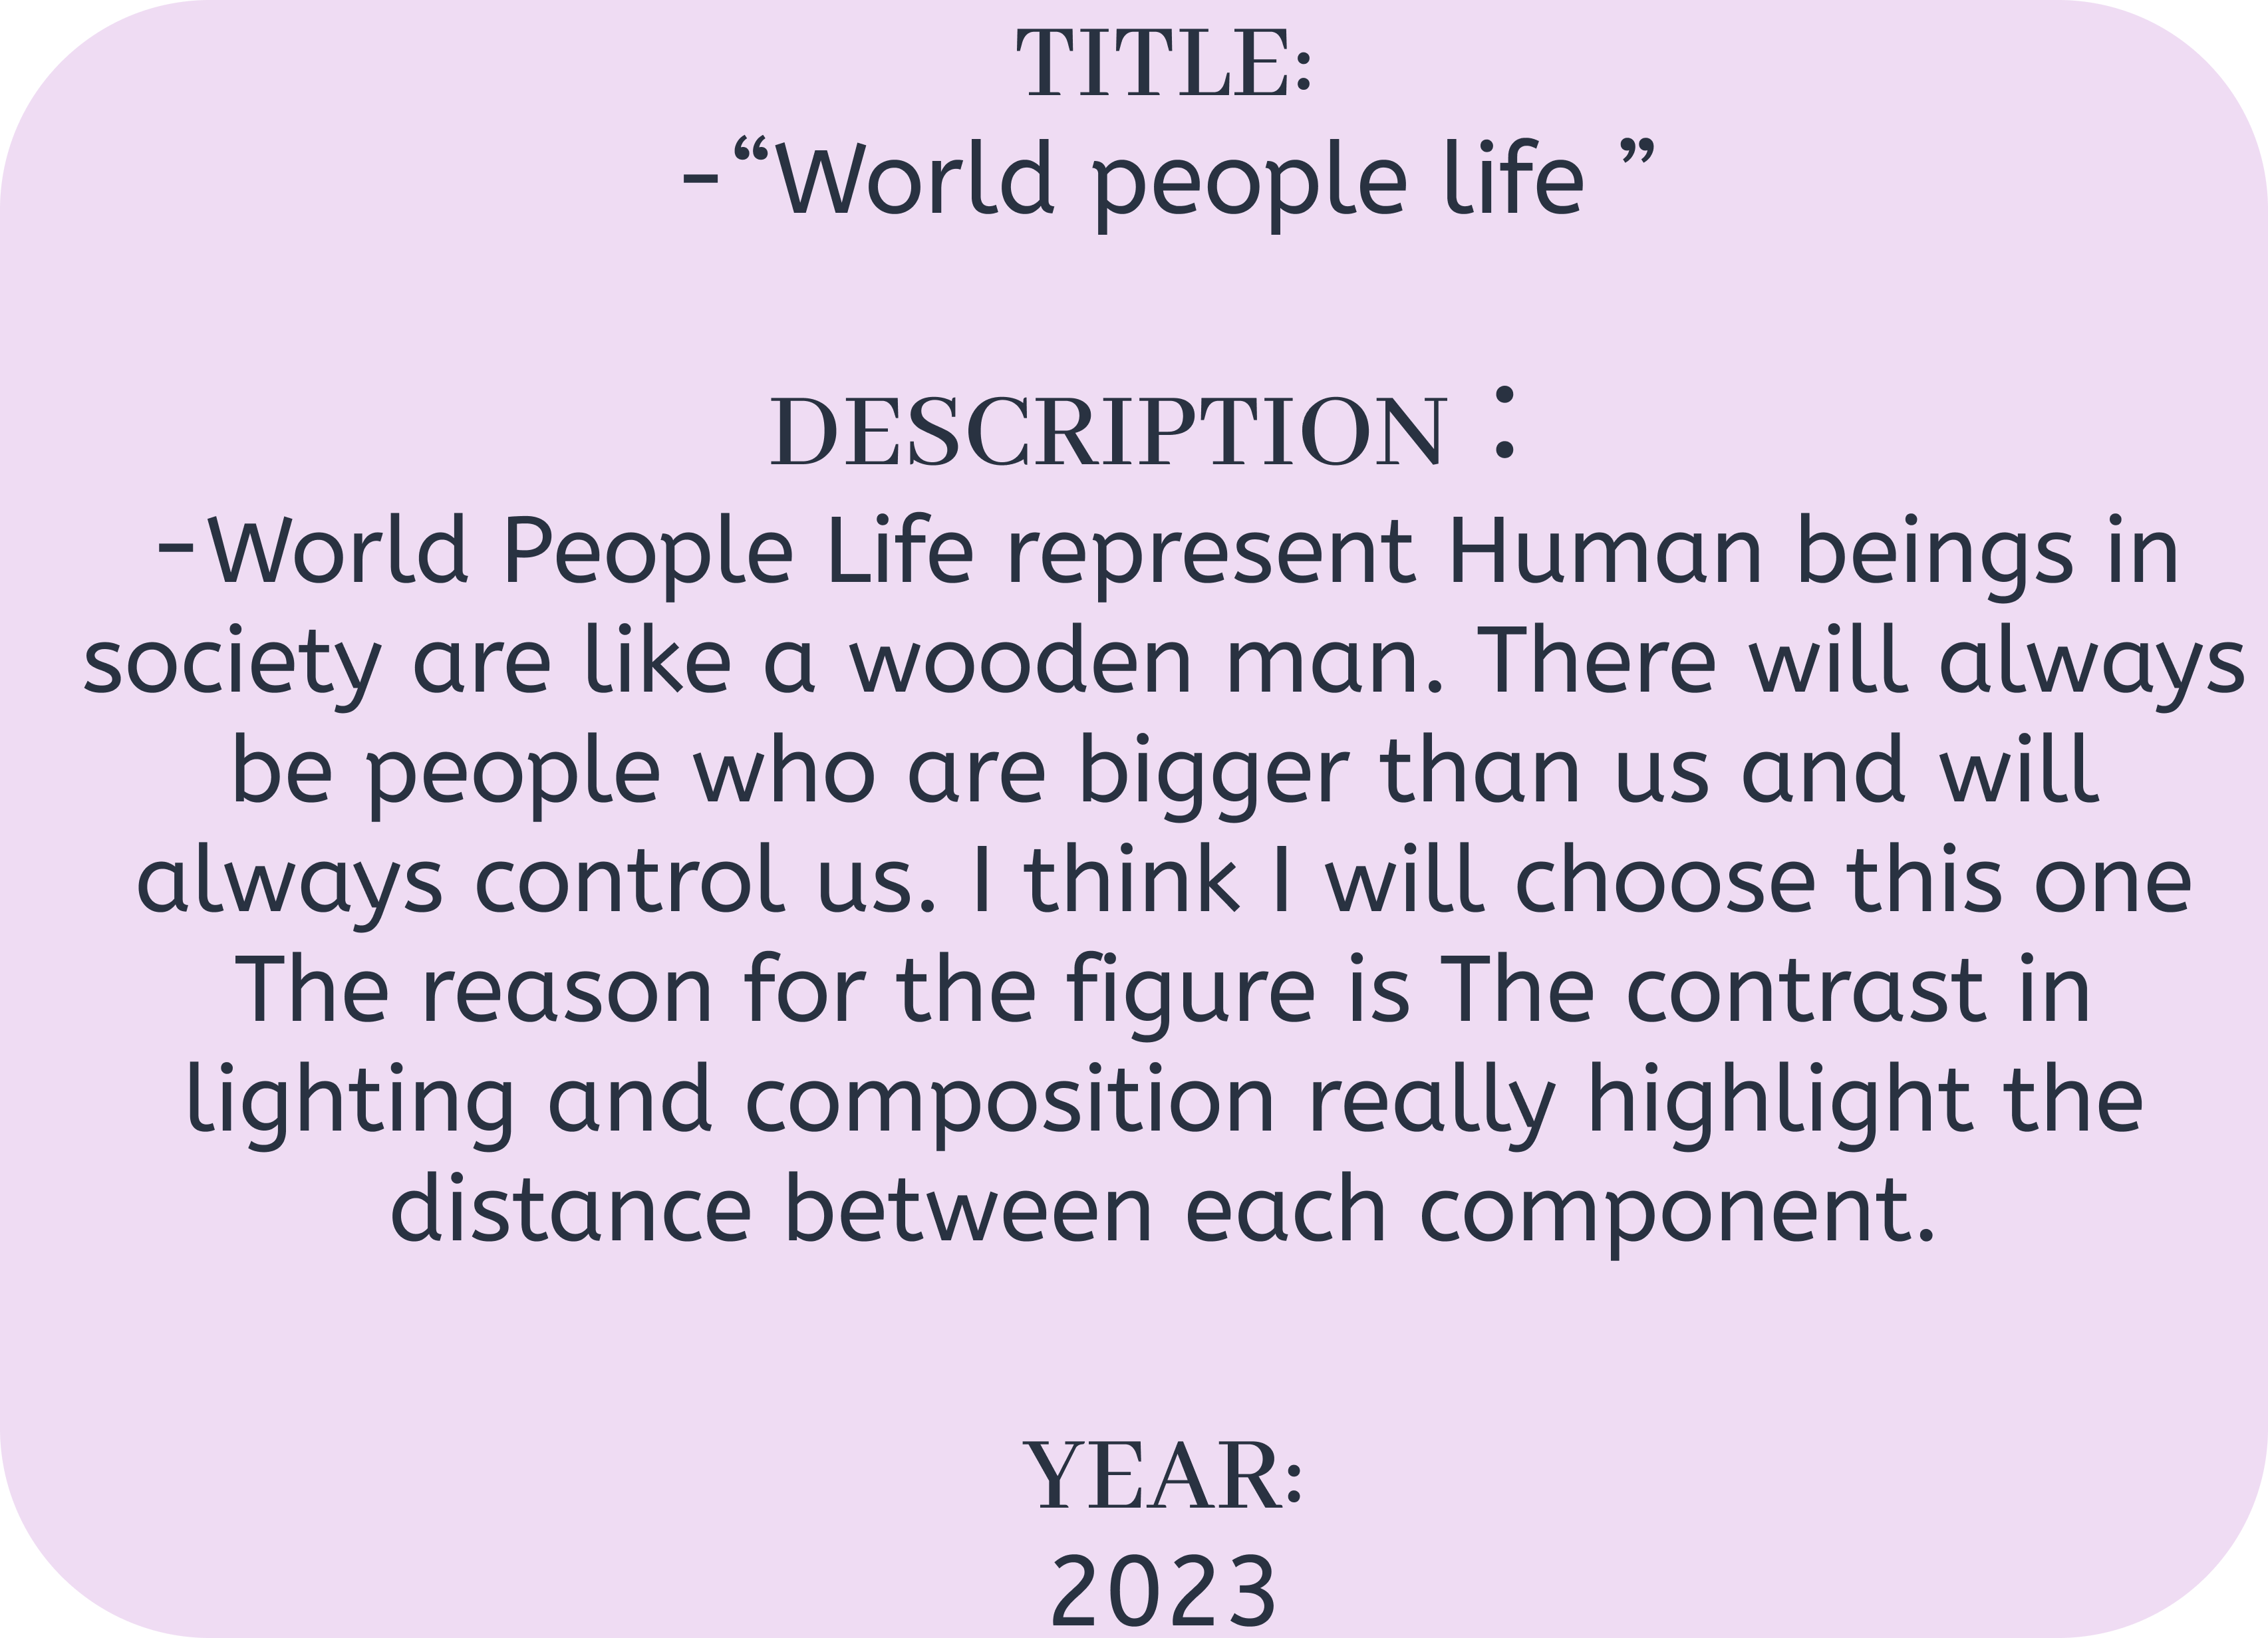 TITLE:
-“World people life ”
DESCRIPTION :
-World People Life represent Human beings in
society are like a wooden man. There will always
be people who are bigger than us and will
always control us. I think I will choose this one
The reason for the figure is The contrast in
lighting and composition really highlight the
distance between each component.
YEAR:
2023